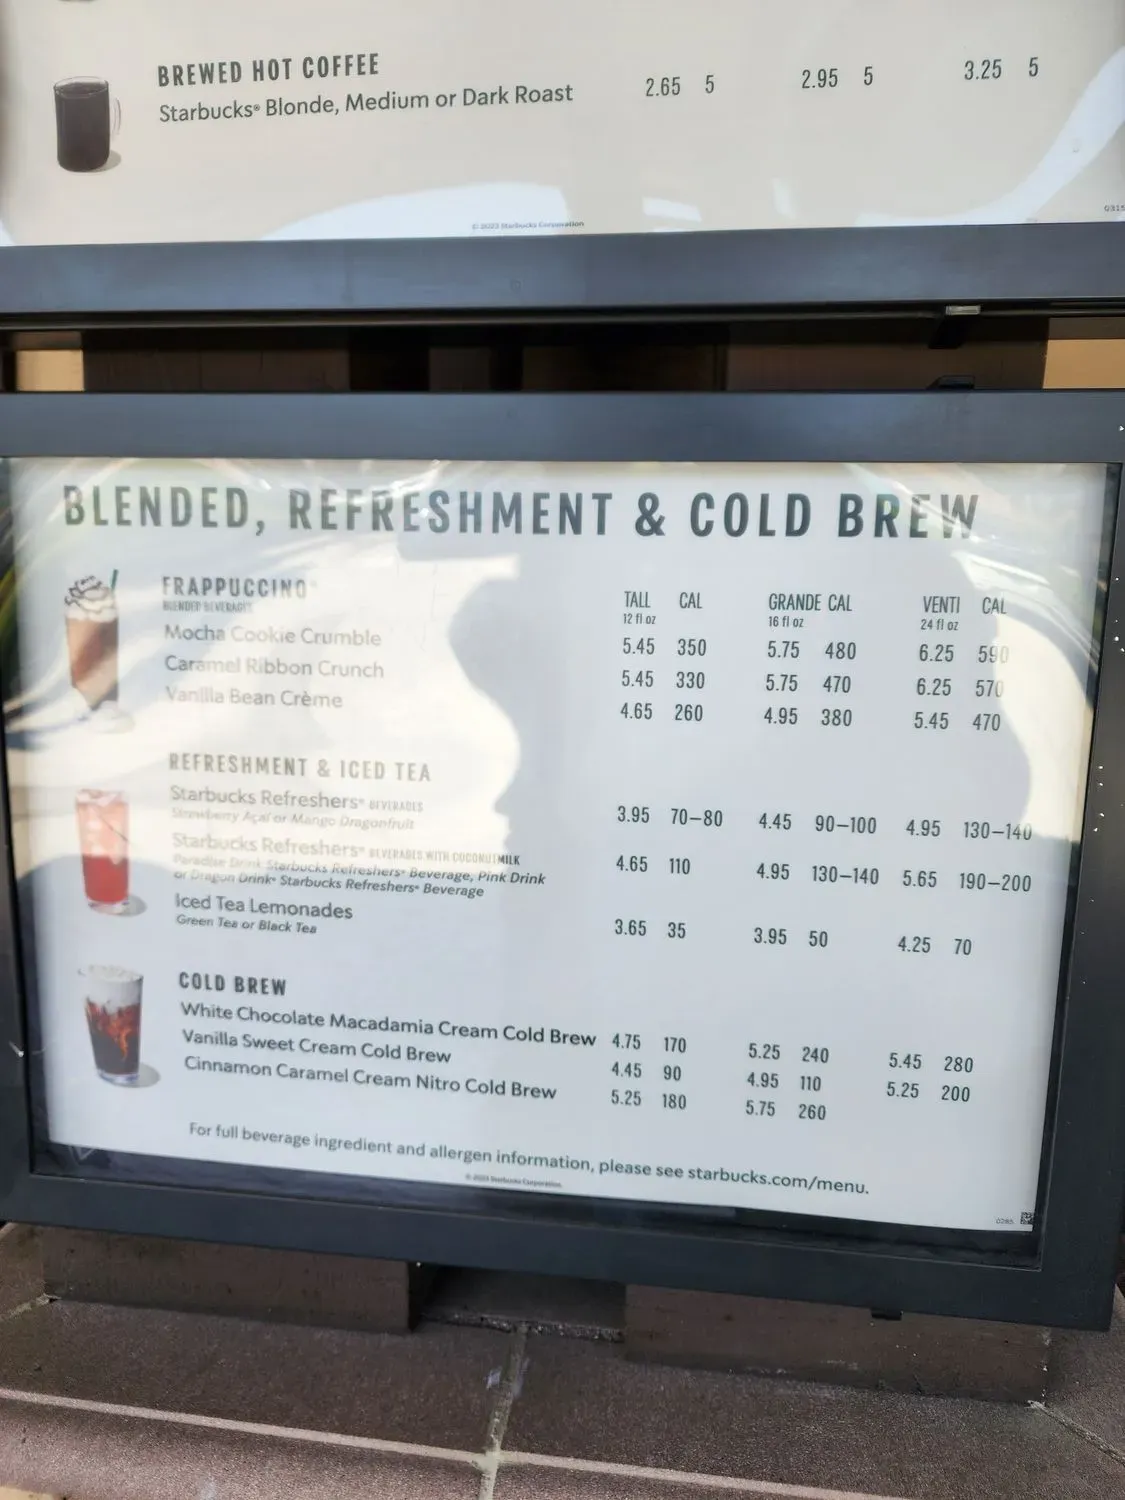 BREWED HOT COFFEE
Starbucks® Blonde, Medium or Dark Roast 2.65 5 2.95 5 3.25 5
© 2023 Starbucks Corporation
0315
BLENDED, REFRESHMENT & COLD BREW
FRAPPUCCINO
BLENDED BEVERAGES
TALL CAL GRANDE CAL VENTI CAL
12 fl oz 16 fl oz 24 fl oz
Mocha Cookie Crumble 5.45 350 5.75 480 6.25 590
Caramel Ribbon Crunch 5.45 330 5.75 470 6.25 570
Vanilla Bean Crème 4.65 260 4.95 380 5.45 470
REFRESHMENT & ICED TEA
Starbucks Refreshers® BEVERAGES 3.95 70–80 4.45 90–100 4.95 130–140
Strawberry Açaí or Mango Dragonfruit
Starbucks Refreshers® BEVERAGES WITH COCONUTMILK 4.65 110 4.95 130–140 5.65 190–200
Paradise Drink Starbucks Refreshers® Beverage, Pink Drink
or Dragon Drink® Starbucks Refreshers® Beverage
Iced Tea Lemonades 3.65 35 3.95 50 4.25 70
Green Tea or Black Tea
COLD BREW
White Chocolate Macadamia Cream Cold Brew 4.75 170 5.25 240 5.45 280
Vanilla Sweet Cream Cold Brew 4.45 90 4.95 110 5.25 200
Cinnamon Caramel Cream Nitro Cold Brew 5.25 180 5.75 260
For full beverage ingredient and allergen information, please see starbucks.com/menu.
© 2023 Starbucks Corporation.